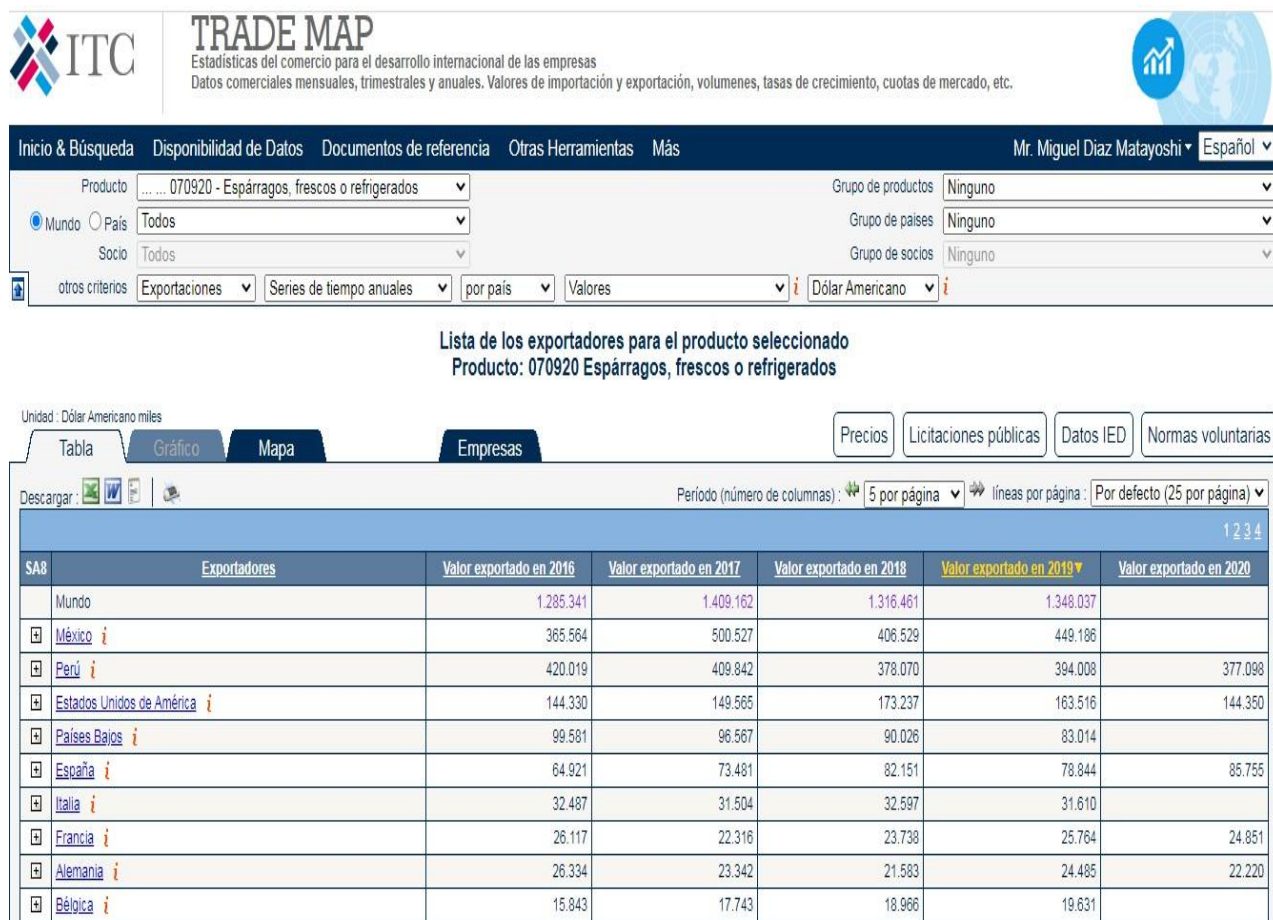 ITC
TRADE MAP
Estadísticas del comercio para el desarrollo internacional de las empresas
Datos comerciales mensuales, trimestrales y anuales. Valores de importación y exportación, volumenes, tasas de crecimiento, cuotas de mercado, etc.
Inicio & Búsqueda Disponibilidad de Datos Documentos de referencia Otras Herramientas Más Mr. Miguel Diaz Matayoshi Español
Producto ... ... 070920 - Espárragos, frescos o refrigerados Grupo de productos Ninguno
Mundo País Todos Grupo de paises Ninguno
Socio Todos Grupo de socios Ninguno
otros criterios Exportaciones Series de tiempo anuales por país Valores i Dólar Americano i
Lista de los exportadores para el producto seleccionado
Producto: 070920 Espárragos, frescos o refrigerados
Unidad : Dólar Americano miles
Tabla Gráfico Mapa Empresas Precios Licitaciones públicas Datos IED Normas voluntarias
Descargar : Período (número de columnas) : 5 por página líneas por página : Por defecto (25 por página)
1 2 3 4
SA8 Exportadores Valor exportado en 2016 Valor exportado en 2017 Valor exportado en 2018 Valor exportado en 2019▼ Valor exportado en 2020
Mundo 1.285.341 1.409.162 1.316.461 1.348.037
+ México i 365.564 500.527 406.529 449.186
+ Perú i 420.019 409.842 378.070 394.008 377.098
+ Estados Unidos de América i 144.330 149.565 173.237 163.516 144.350
+ Países Bajos i 99.581 96.567 90.026 83.014
+ España i 64.921 73.481 82.151 78.844 85.755
+ Italia i 32.487 31.504 32.597 31.610
+ Francia i 26.117 22.316 23.738 25.764 24.851
+ Alemania i 26.334 23.342 21.583 24.485 22.220
+ Bélgica i 15.843 17.743 18.966 19.631